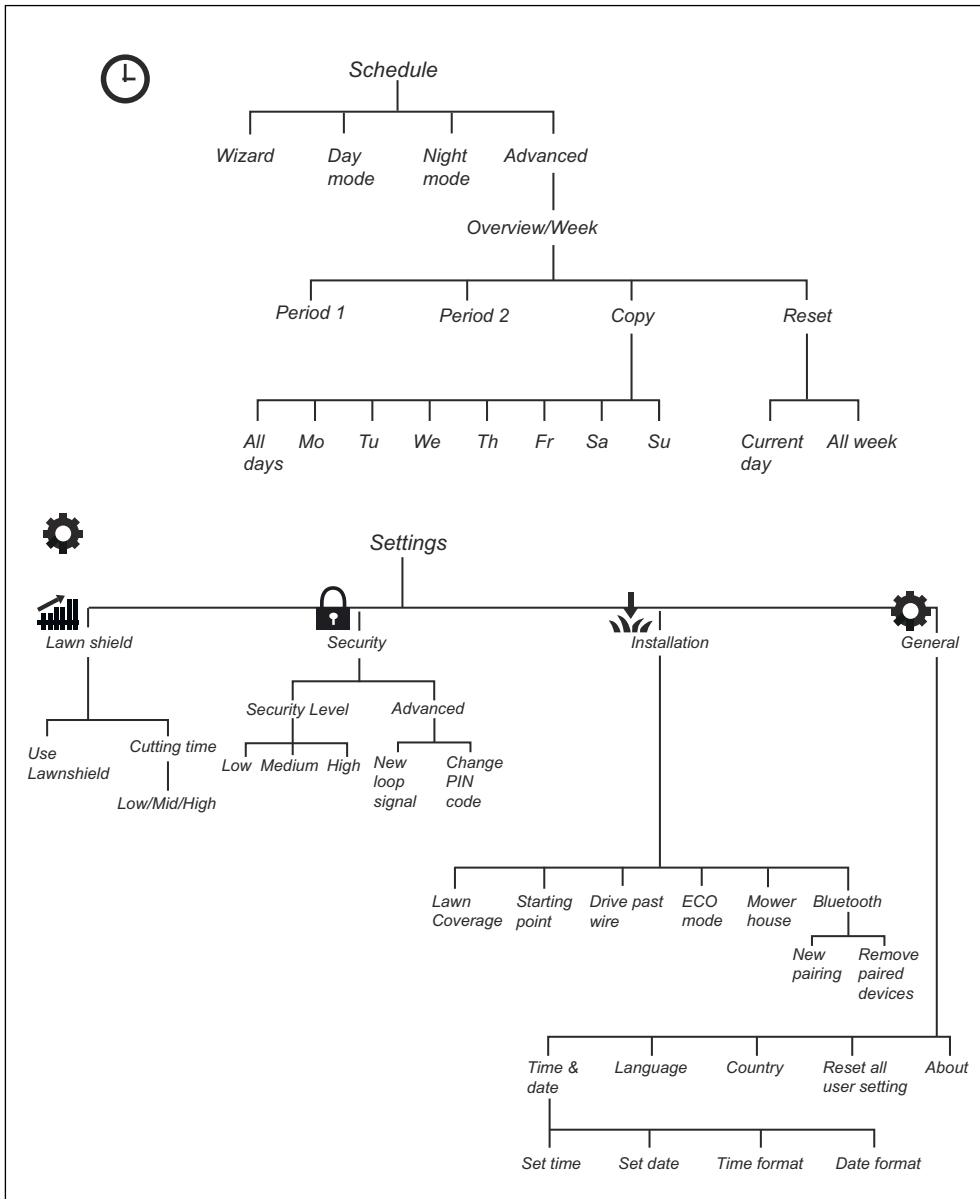 Schedule
Wizard
Day
mode
Night
mode
Advanced
Overview/Week
Period 1
Period 2
Copy
Reset
All
days
Mo
Tu
We
Th
Fr
Sa
Su
Current
day
All week
Settings
Lawn shield
Security
Installation
General
Use
Lawnshield
Cutting time
Low/Mid/High
Security Level
Advanced
Low
Medium
High
New
loop
signal
Change
PIN
code
Lawn
Coverage
Starting
point
Drive past
wire
ECO
mode
Mower
house
Bluetooth
New
pairing
Remove
paired
devices
Time &
date
Language
Country
Reset all
user setting
About
Set time
Set date
Time format
Date format